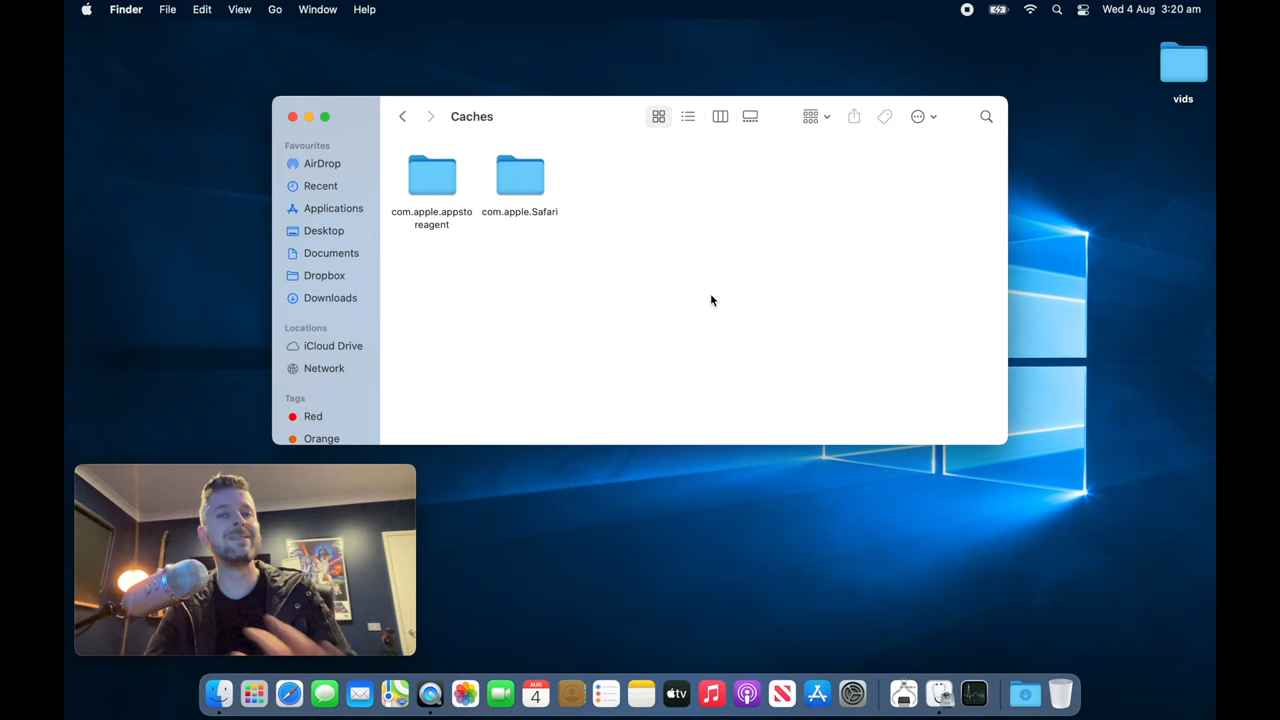 Finder File Edit View Go Window Help Wed 4 Aug 3:20 am
vids
Caches
Favourites
AirDrop
Recent
Applications
Desktop
Documents
Dropbox
Downloads
Locations
iCloud Drive
Network
Tags
Red
Orange
com.apple.appsto
reagent
com.apple.Safari
AUG
4
tv